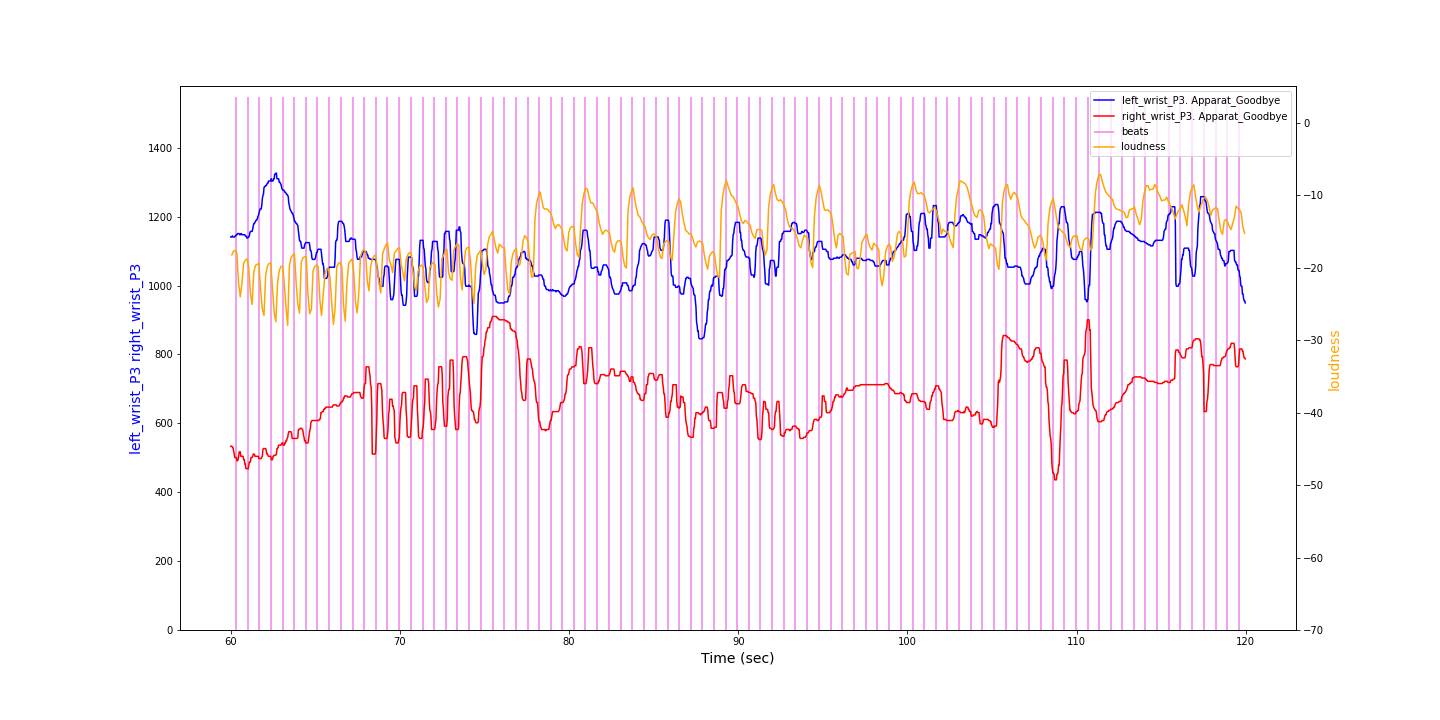 left_wrist_P3. Apparat_Goodbye
right_wrist_P3. Apparat_Goodbye
beats
loudness
1400
1200
1000
800
600
400
200
0
left_wrist_P3 right_wrist_P3
0
−10
−20
−30
−40
−50
−60
−70
loudness
60 70 80 90 100 110 120
Time (sec)